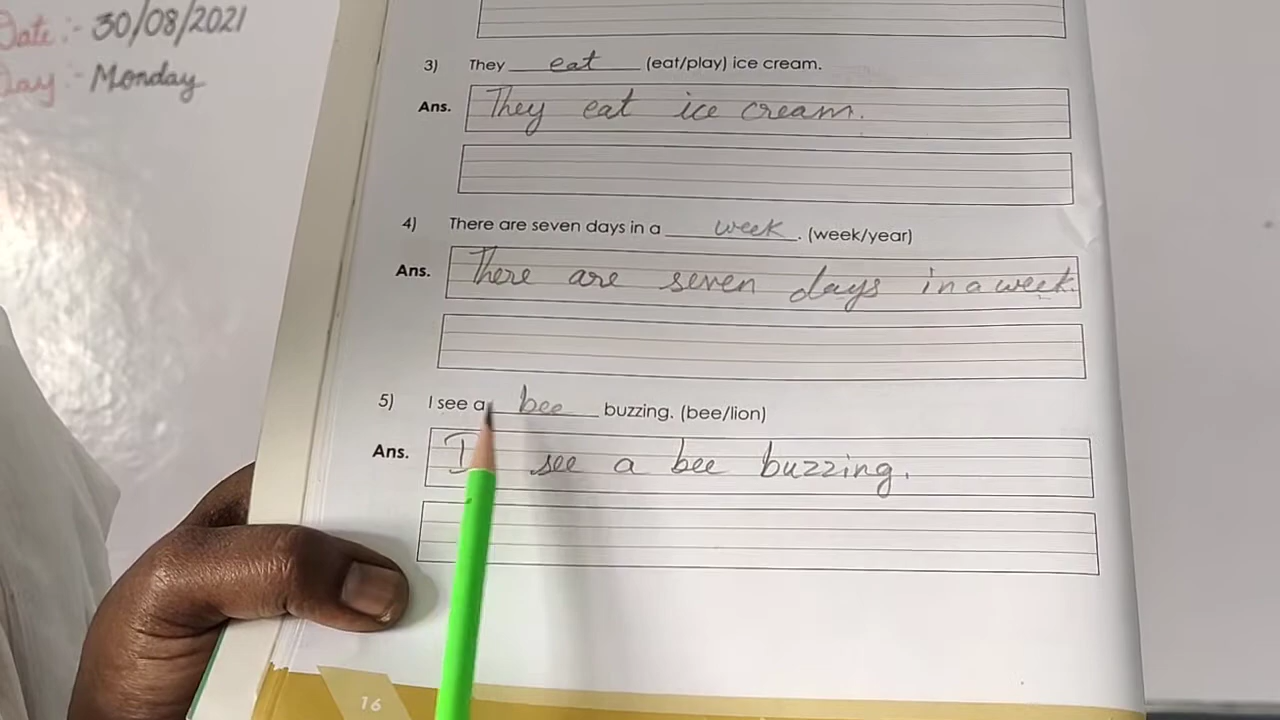 Date :- 30/08/2021
Day :- Monday
3) They eat (eat/play) ice cream.
Ans. They eat ice cream.
4) There are seven days in a week. (week/year)
Ans. There are seven days in a week.
5) I see a bee buzzing. (bee/lion)
Ans. I see a bee buzzing.
16